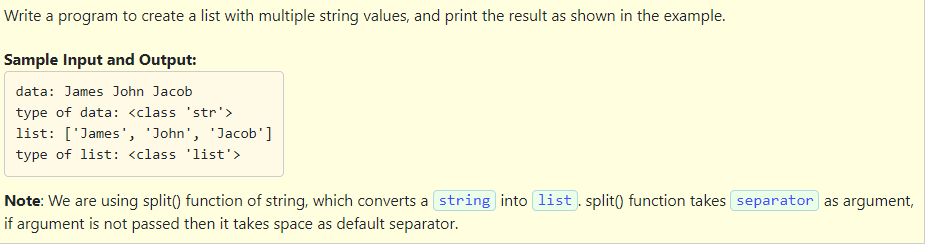 Write a program to create a list with multiple string values, and print the result as shown in the example.
Sample Input and Output:
data: James John Jacob
type of data: <class 'str'>
list: ['James', 'John', 'Jacob']
type of list: <class 'list'>
Note: We are using split() function of string, which converts a string into list. split() function takes separator as argument,
if argument is not passed then it takes space as default separator.